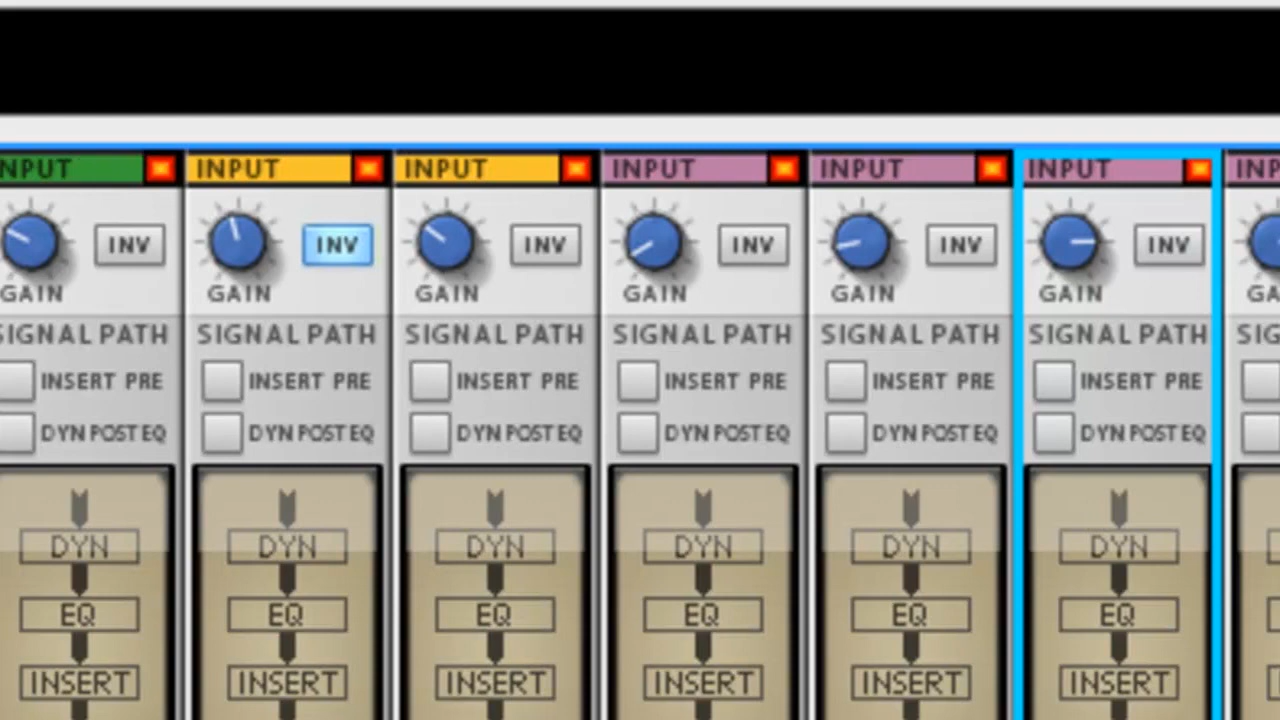 INPUT INPUT INPUT INPUT INPUT INPUT INP
INV INV INV INV INV INV
GAIN GAIN GAIN GAIN GAIN GAIN GA
SIGNAL PATH SIGNAL PATH SIGNAL PATH SIGNAL PATH SIGNAL PATH SIGNAL PATH SIG
INSERT PRE INSERT PRE INSERT PRE INSERT PRE INSERT PRE INSERT PRE
DYN POST EQ DYN POST EQ DYN POST EQ DYN POST EQ DYN POST EQ DYN POST EQ
DYN DYN DYN DYN DYN DYN
EQ EQ EQ EQ EQ EQ
INSERT INSERT INSERT INSERT INSERT INSERT